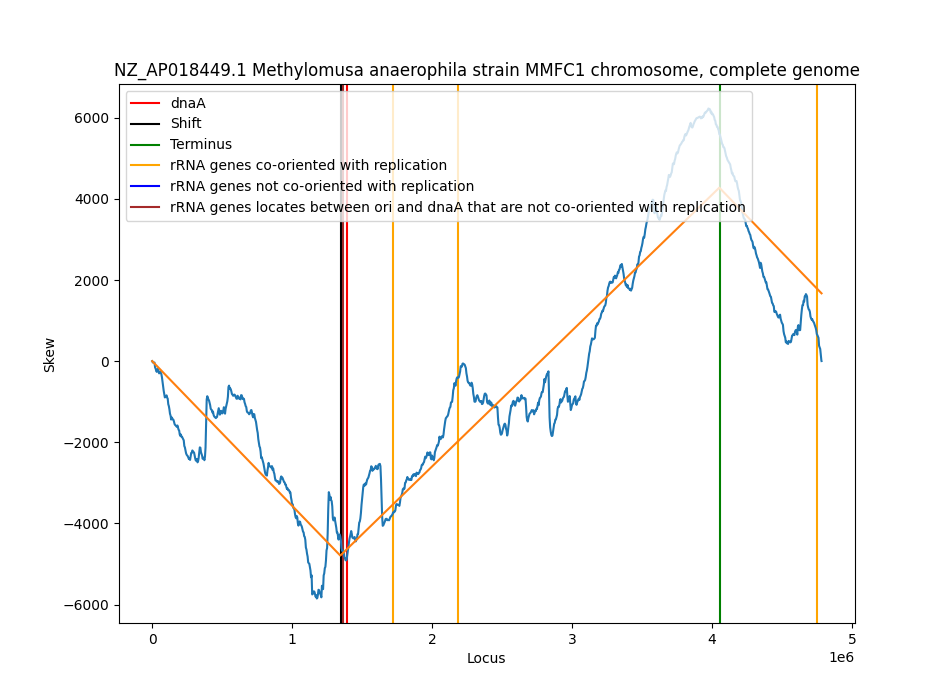 NZ_AP018449.1 Methylomusa anaerophila strain MMFC1 chromosome, complete genome
dnaA
Shift
Terminus
rRNA genes co-oriented with replication
rRNA genes not co-oriented with replication
rRNA genes locates between ori and dnaA that are not co-oriented with replication
6000
4000
2000
0
−2000
−4000
−6000
Skew
0
1
2
3
4
5
1e6
Locus